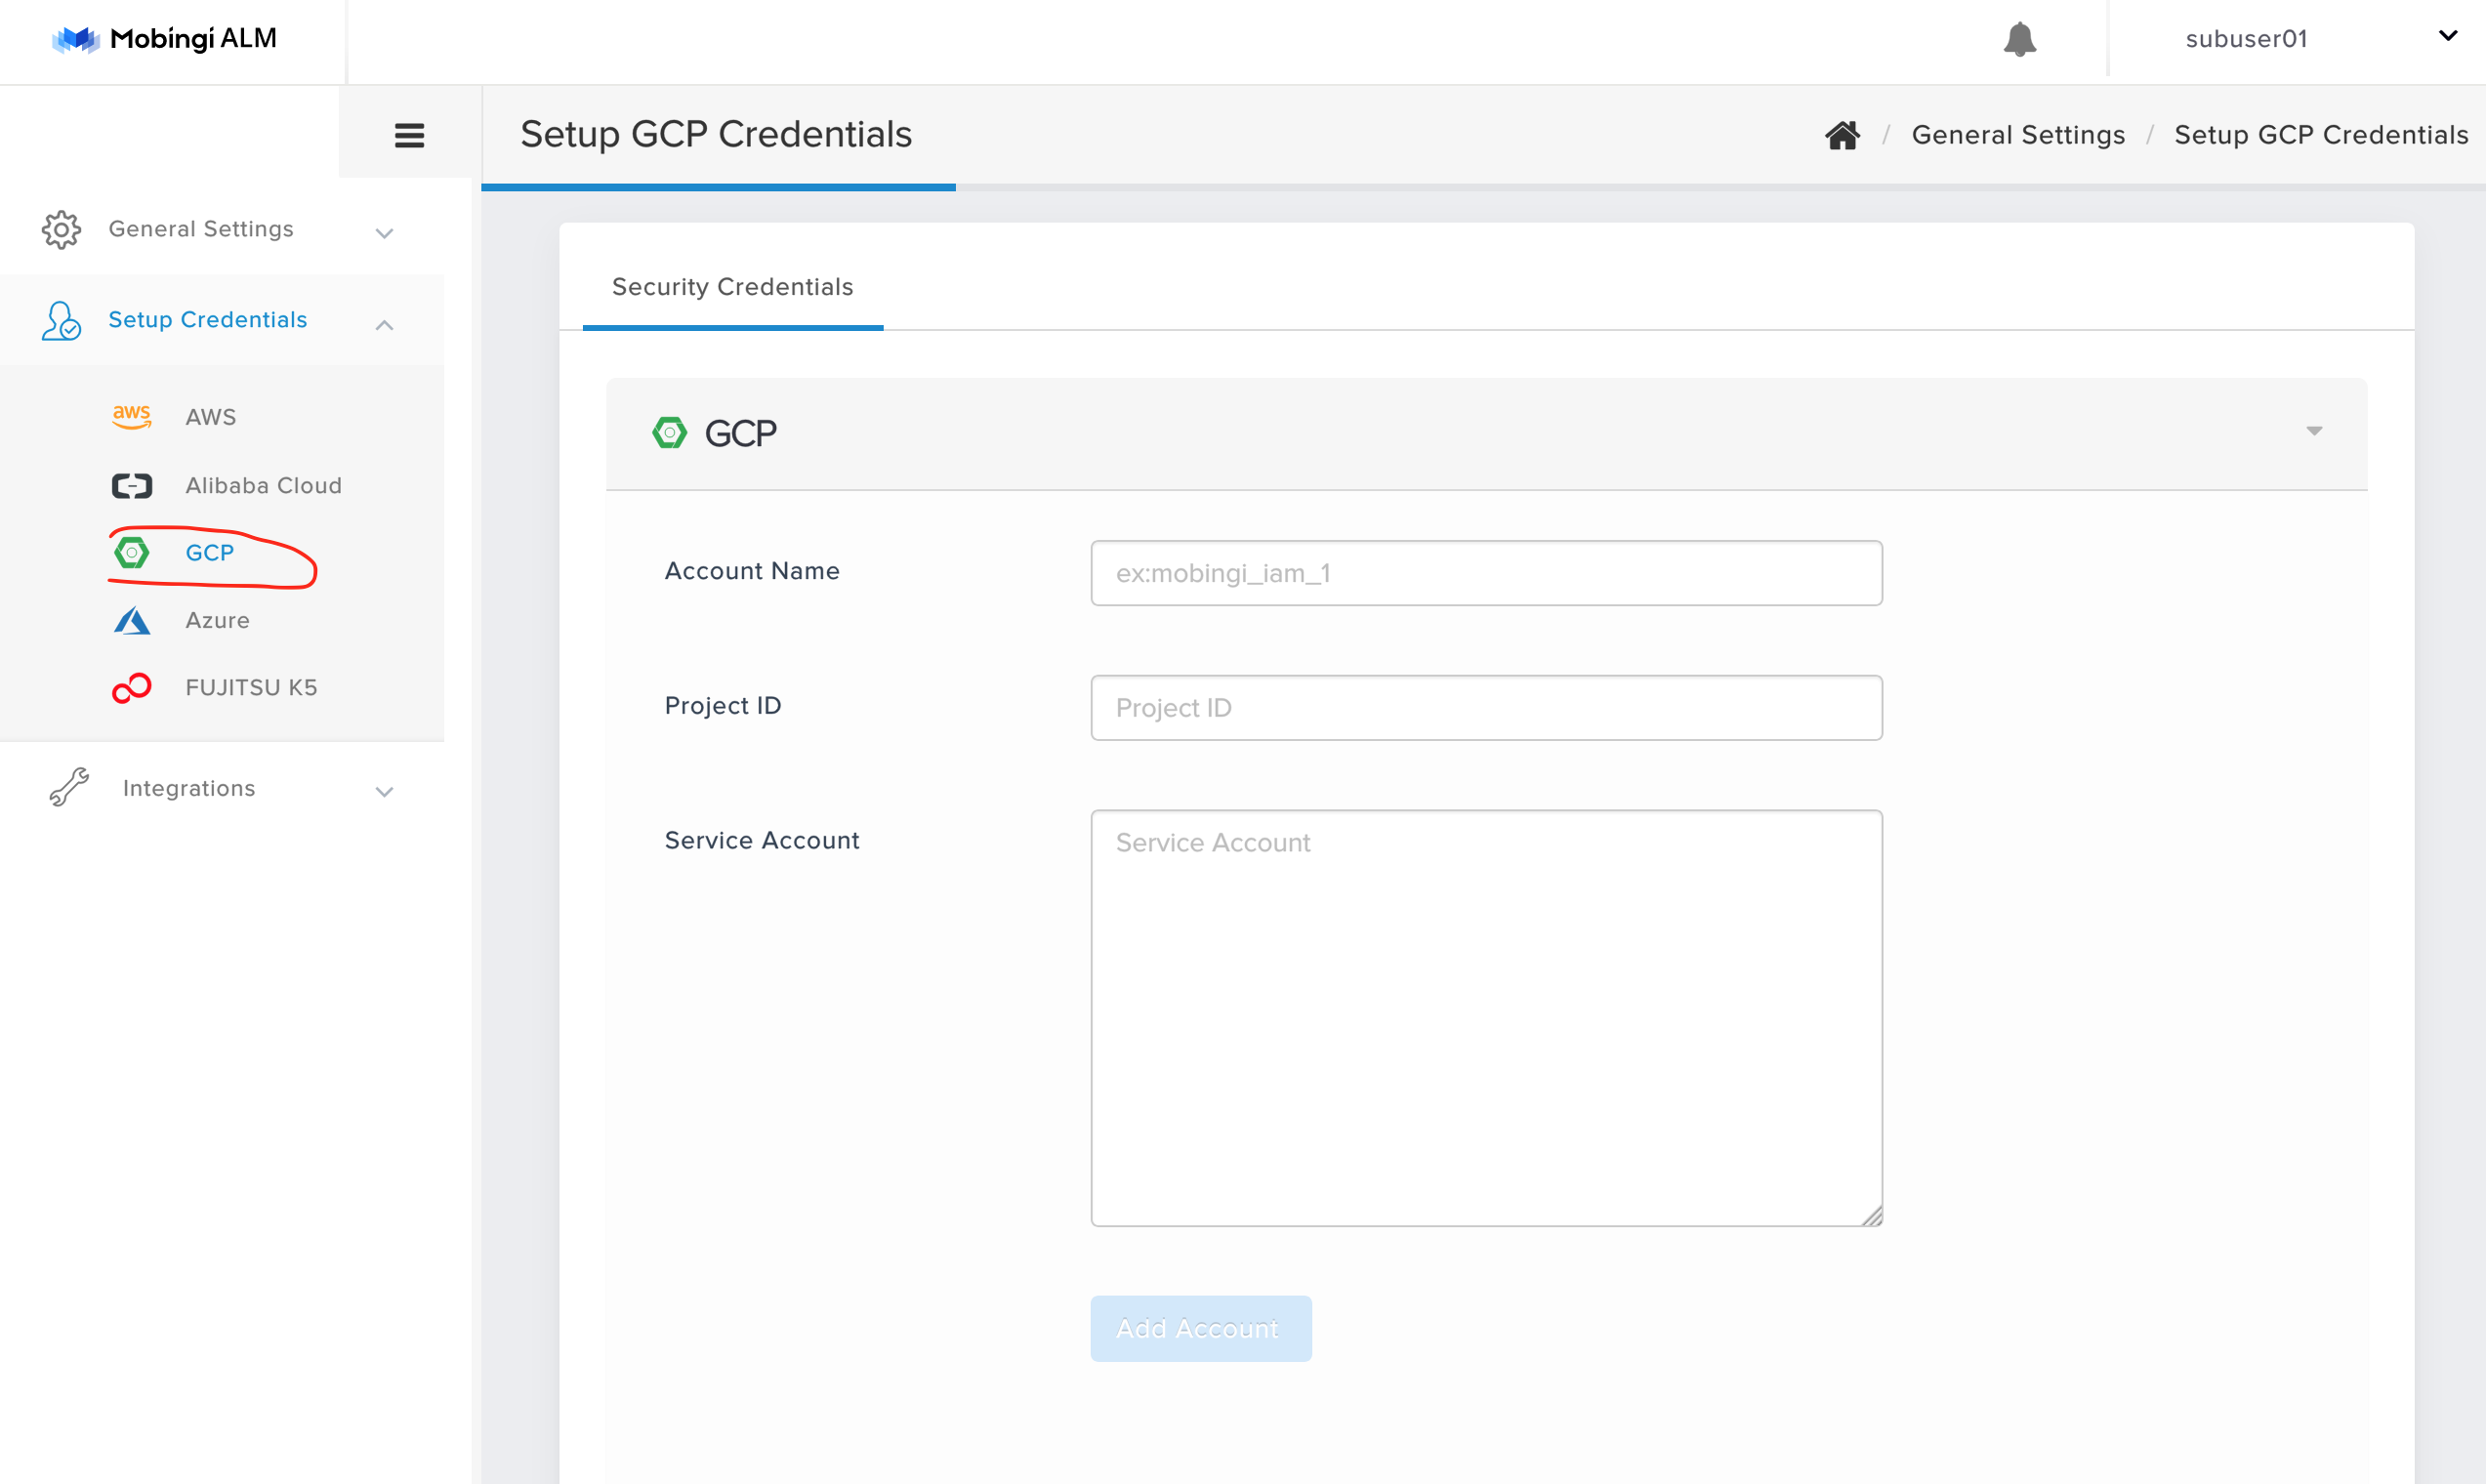 Mobingi ALM
subuser01
Setup GCP Credentials
/ General Settings / Setup GCP Credentials
General Settings
Setup Credentials
aws AWS
Alibaba Cloud
GCP
Azure
FUJITSU K5
Integrations
Security Credentials
GCP
Account Name
ex:mobingi_iam_1
Project ID
Project ID
Service Account
Service Account
Add Account